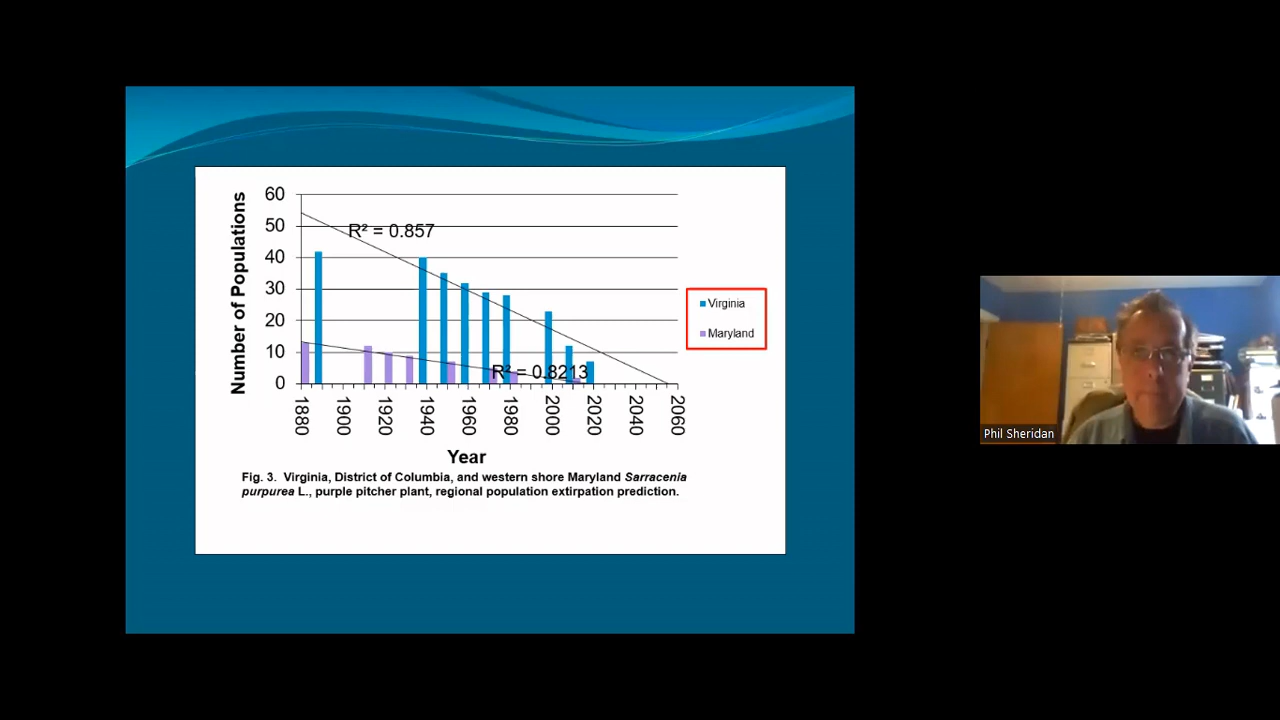 60
50
40
30
20
10
0
Number of Populations
R² = 0.857
R² = 0.8213
1880
1900
1920
1940
1960
1980
2000
2020
2040
2060
Year
Virginia
Maryland
Fig. 3. Virginia, District of Columbia, and western shore Maryland Sarracenia
purpurea L., purple pitcher plant, regional population extirpation prediction.
Phil Sheridan